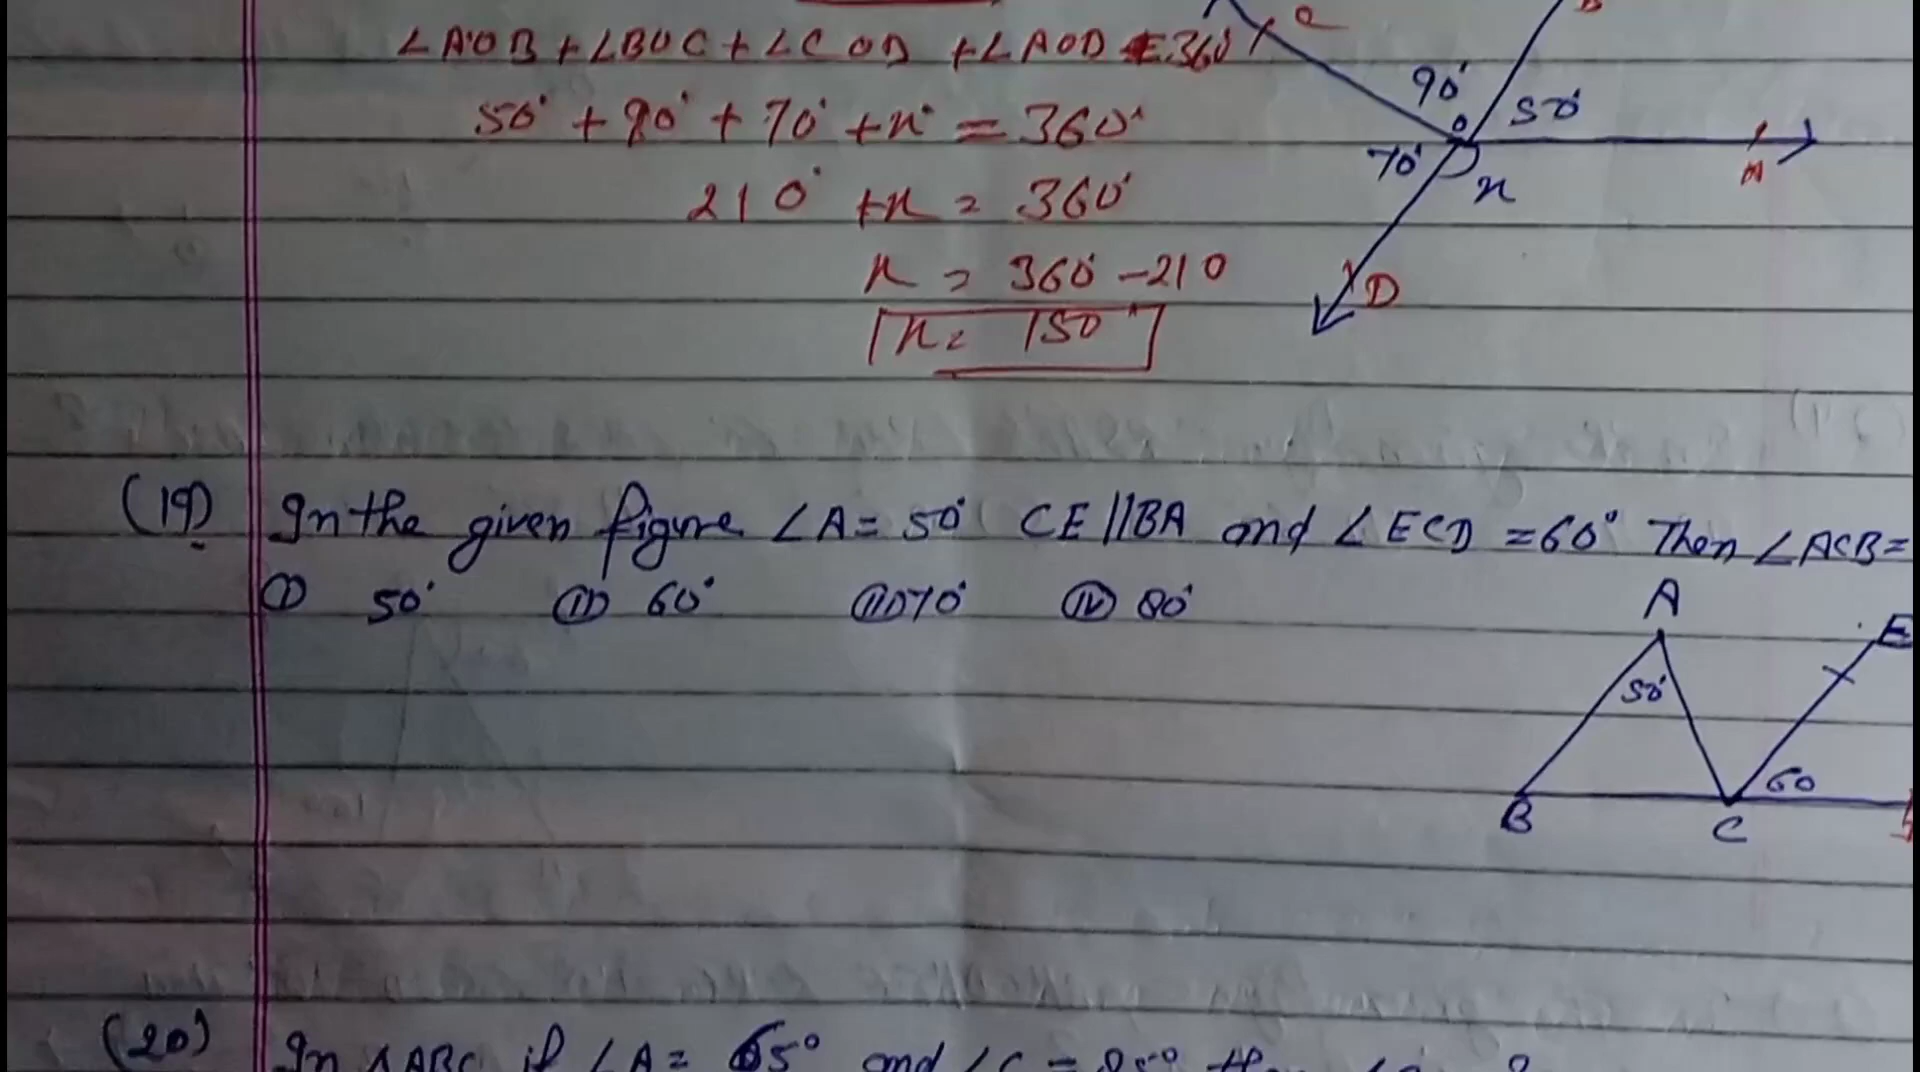 ∠AOB + ∠BOC + ∠COD + ∠AOD = 360°
50° + 90° + 70° + x° = 360°
210° + x = 360°
x = 360° - 210
x = 150°
C
90°
O
50°
70°
x
A
D
(19) In the given figure ∠A = 50° CE || BA and ∠ECD = 60° Then ∠ACB =
(I) 50° (II) 60° (III) 70° (IV) 80°
A
E
50°
60
B
C
(20) In △ABC if ∠A = 65° and ∠C =